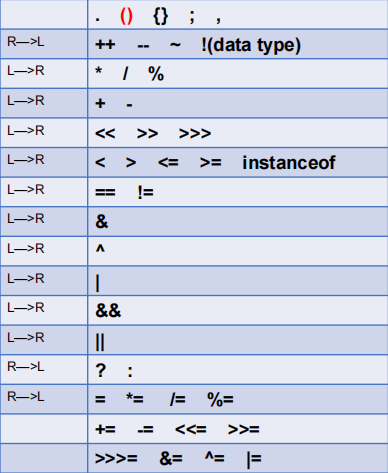 . () {} ; ,
R—>L ++ -- ~ !(data type)
L—>R * / %
L—>R + -
L—>R << >> >>>
L—>R < > <= >= instanceof
L—>R == !=
L—>R &
L—>R ^
L—>R |
L—>R &&
L—>R ||
R—>L ? :
R—>L = *= /= %=
+= -= <<= >>=
>>>= &= ^= |=